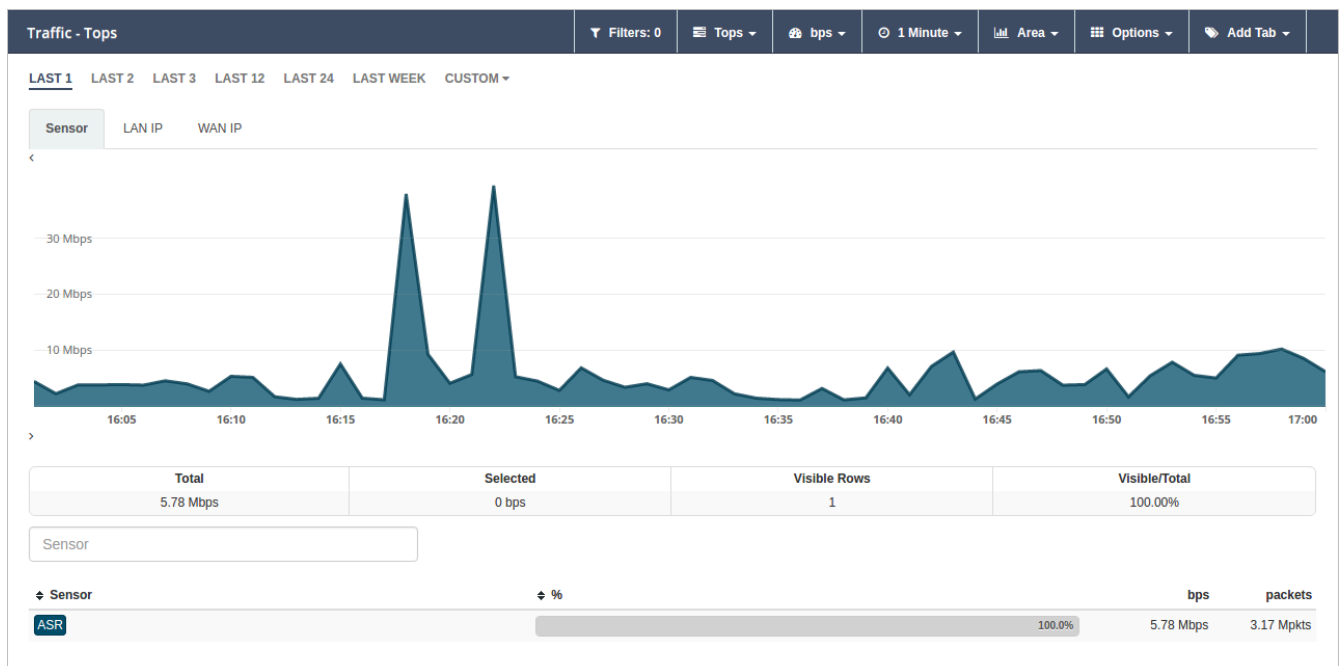 Traffic - Tops Filters: 0 Tops bps 1 Minute Area Options Add Tab
LAST 1 LAST 2 LAST 3 LAST 12 LAST 24 LAST WEEK CUSTOM
Sensor LAN IP WAN IP
30 Mbps
20 Mbps
10 Mbps
16:05 16:10 16:15 16:20 16:25 16:30 16:35 16:40 16:45 16:50 16:55 17:00
Total Selected Visible Rows Visible/Total
5.78 Mbps 0 bps 1 100.00%
Sensor
Sensor % bps packets
ASR 100.0% 5.78 Mbps 3.17 Mpkts